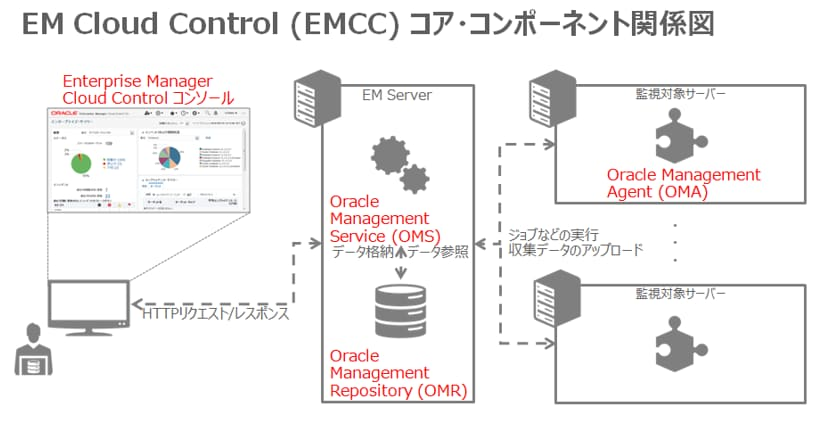 EM Cloud Control (EMCC) コア・コンポーネント関係図
Enterprise Manager
Cloud Control コンソール
ORACLE
EM Server
Oracle
Management
Service (OMS)
データ格納
データ参照
Oracle
Management
Repository (OMR)
HTTPリクエスト/レスポンス
ジョブなどの実行
収集データのアップロード
監視対象サーバー
Oracle Management
Agent (OMA)
監視対象サーバー